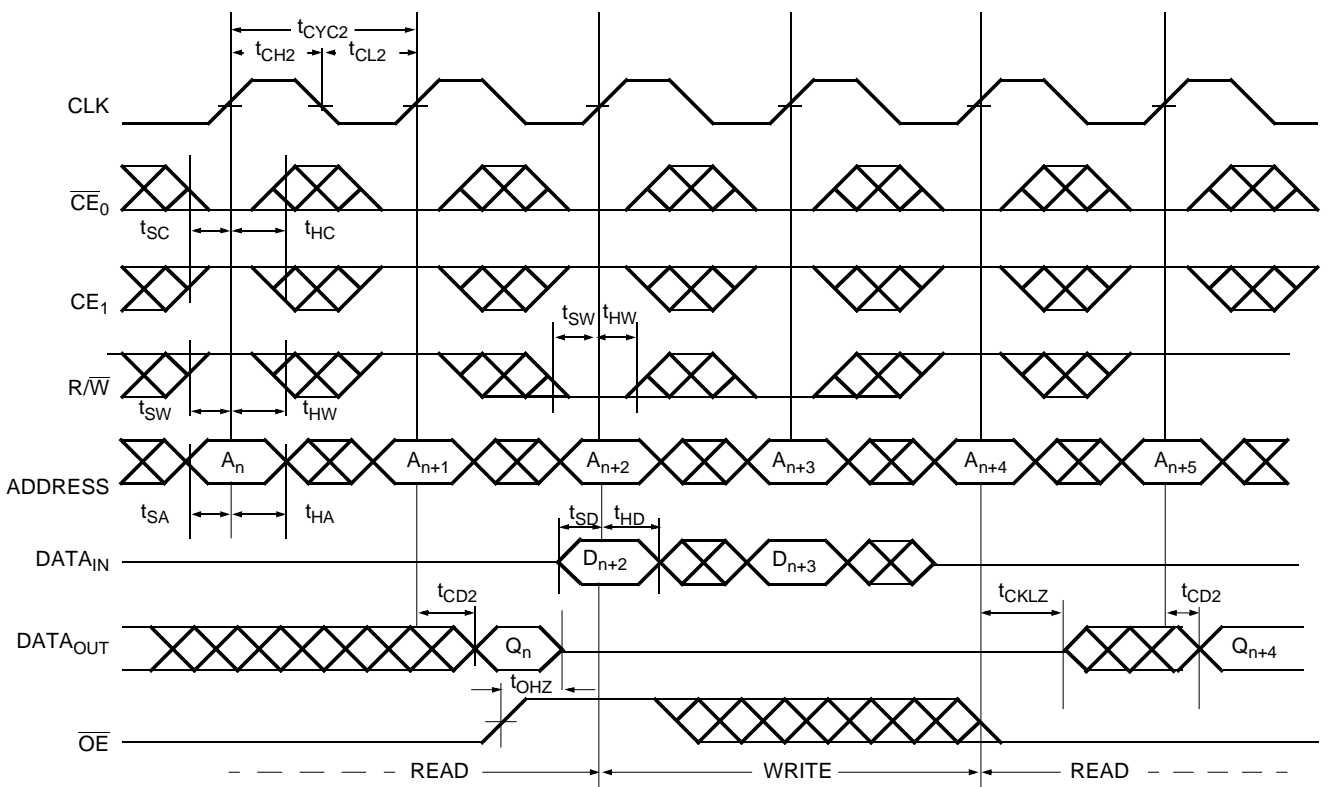 tCYC2
tCH2 tCL2
CLK
CE0
tSC tHC
CE1
tSW tHW
R/W
tSW tHW
An An+1 An+2 An+3 An+4 An+5
ADDRESS
tSA tHA tSD tHD
DATAIN Dn+2 Dn+3
tCD2 tCKLZ tCD2
DATAOUT Qn Qn+4
tOHZ
OE
READ WRITE READ